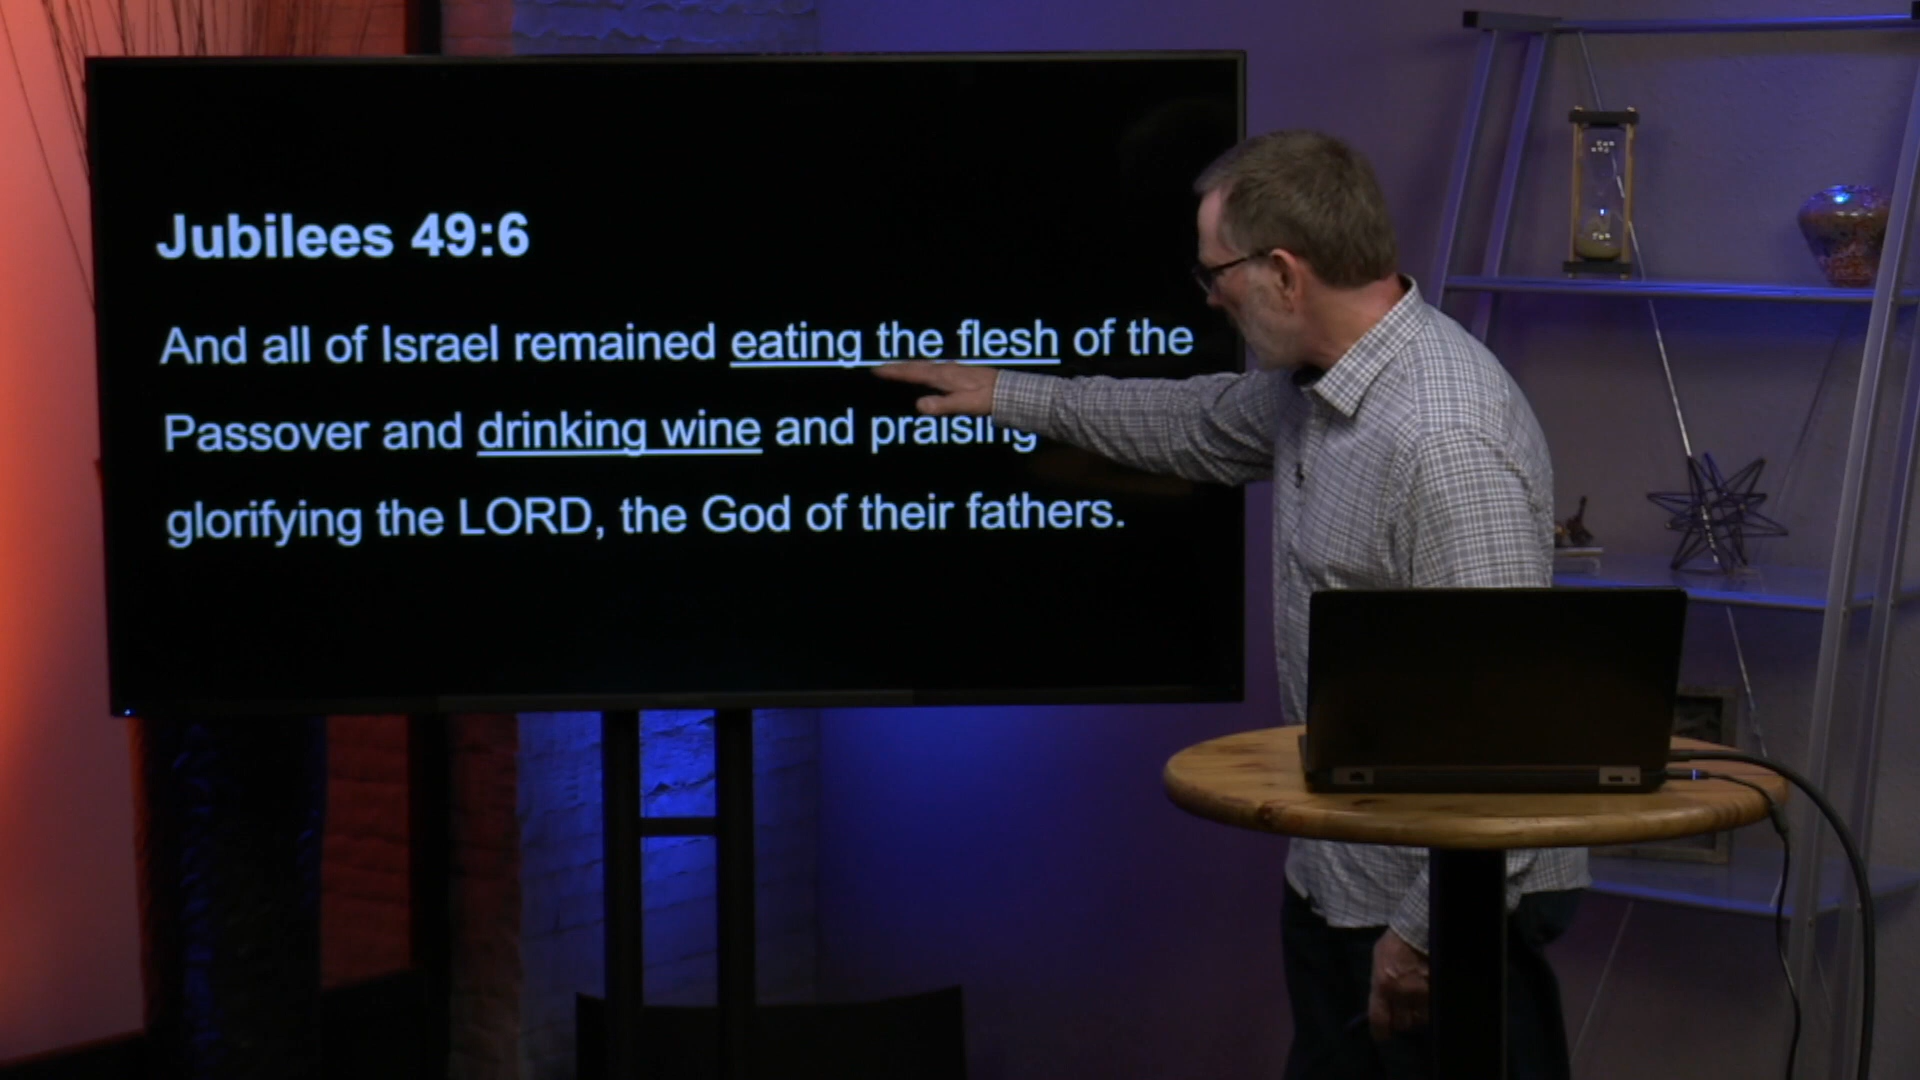 Jubilees 49:6
And all of Israel remained eating the flesh of the
Passover and drinking wine and praising
glorifying the LORD, the God of their fathers.